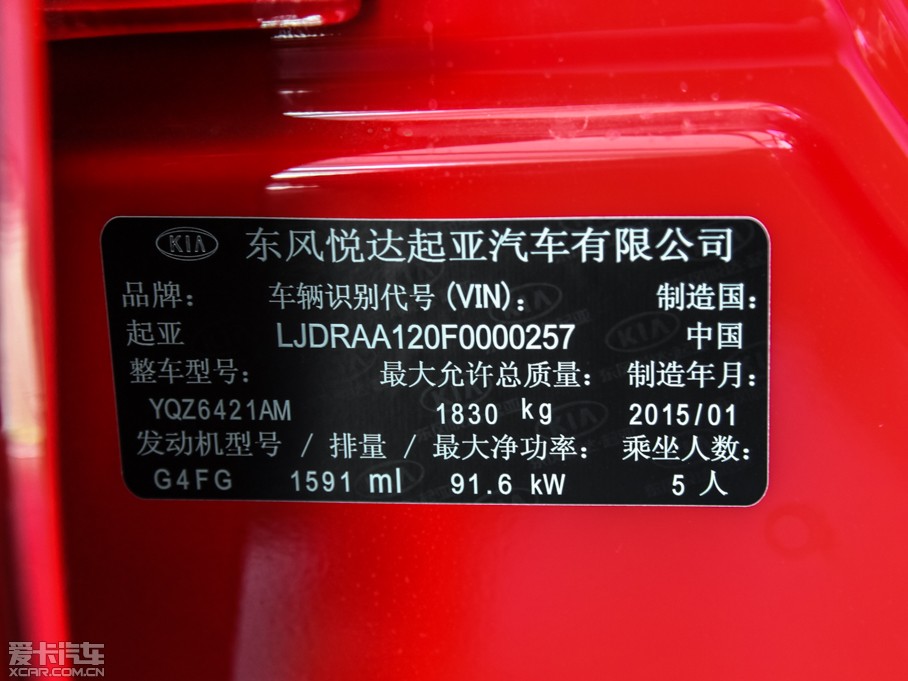 KIA 东风悦达起亚汽车有限公司
品牌： 车辆识别代号(VIN)： 制造国：
起亚 LJDRAA120F0000257 中国
整车型号： 最大允许总质量： 制造年月：
YQZ6421AM 1830 kg 2015/01
发动机型号 / 排量 / 最大净功率： 乘坐人数：
G4FG 1591 ml 91.6 kW 5 人
爱卡汽车
XCAR.COM.CN